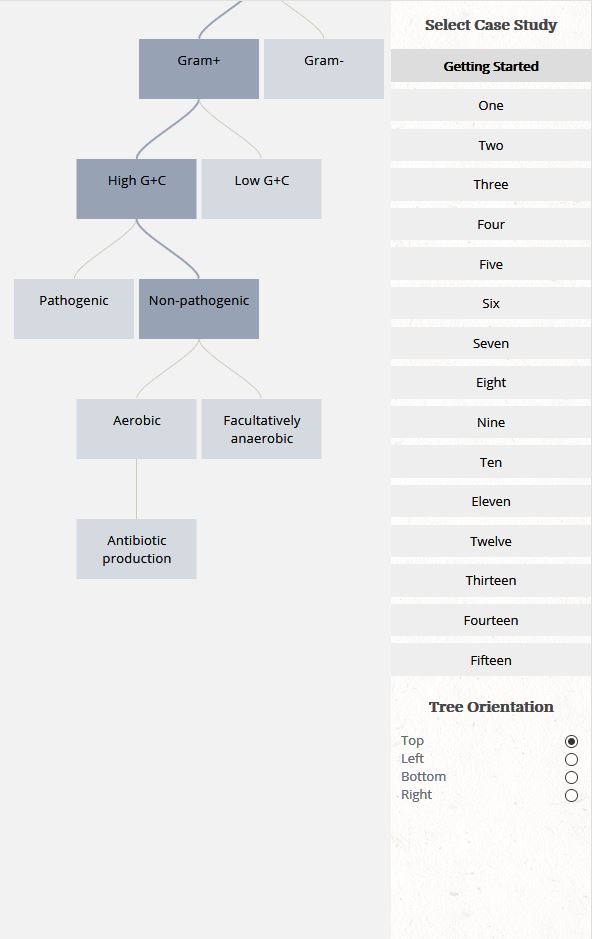 Gram+
Gram-
High G+C
Low G+C
Pathogenic
Non-pathogenic
Aerobic
Facultatively
anaerobic
Antibiotic
production
Select Case Study
Getting Started
One
Two
Three
Four
Five
Six
Seven
Eight
Nine
Ten
Eleven
Twelve
Thirteen
Fourteen
Fifteen
Tree Orientation
Top
Left
Bottom
Right